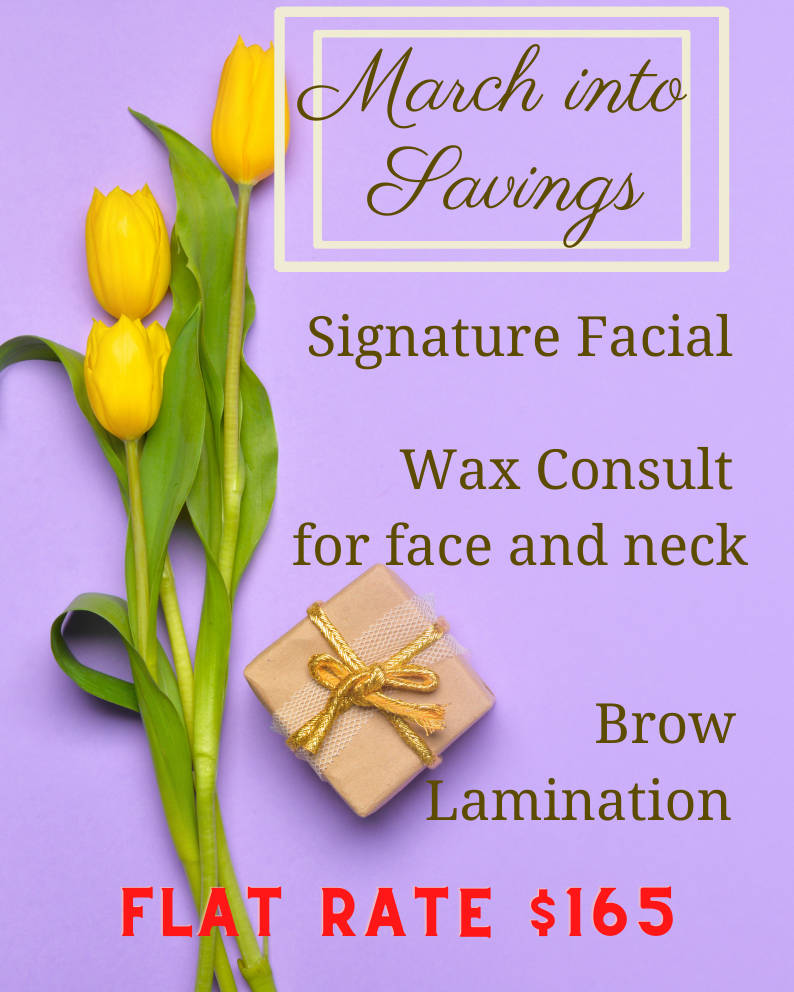 March into
Savings
Signature Facial
Wax Consult
for face and neck
Brow
Lamination
FLAT RATE $165